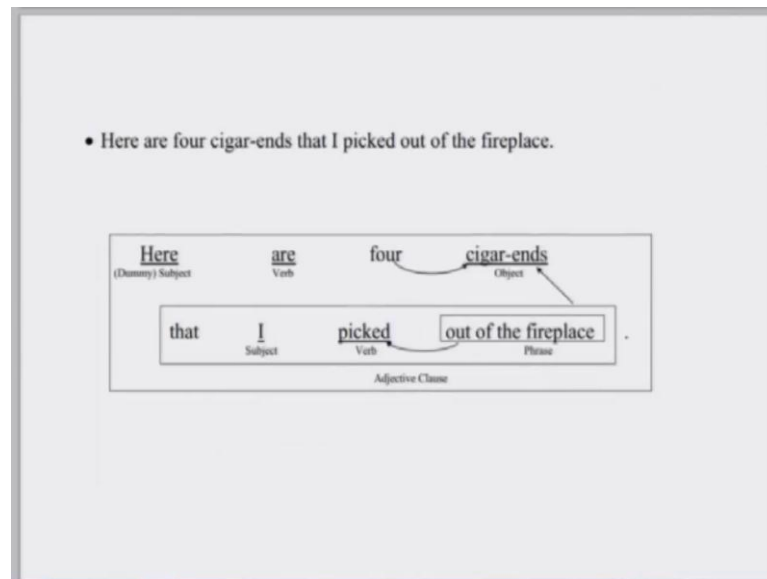 • Here are four cigar-ends that I picked out of the fireplace.
Here are four cigar-ends
(Dummy) Subject Verb Object
that I picked out of the fireplace .
Subject Verb Phrase
Adjective Clause